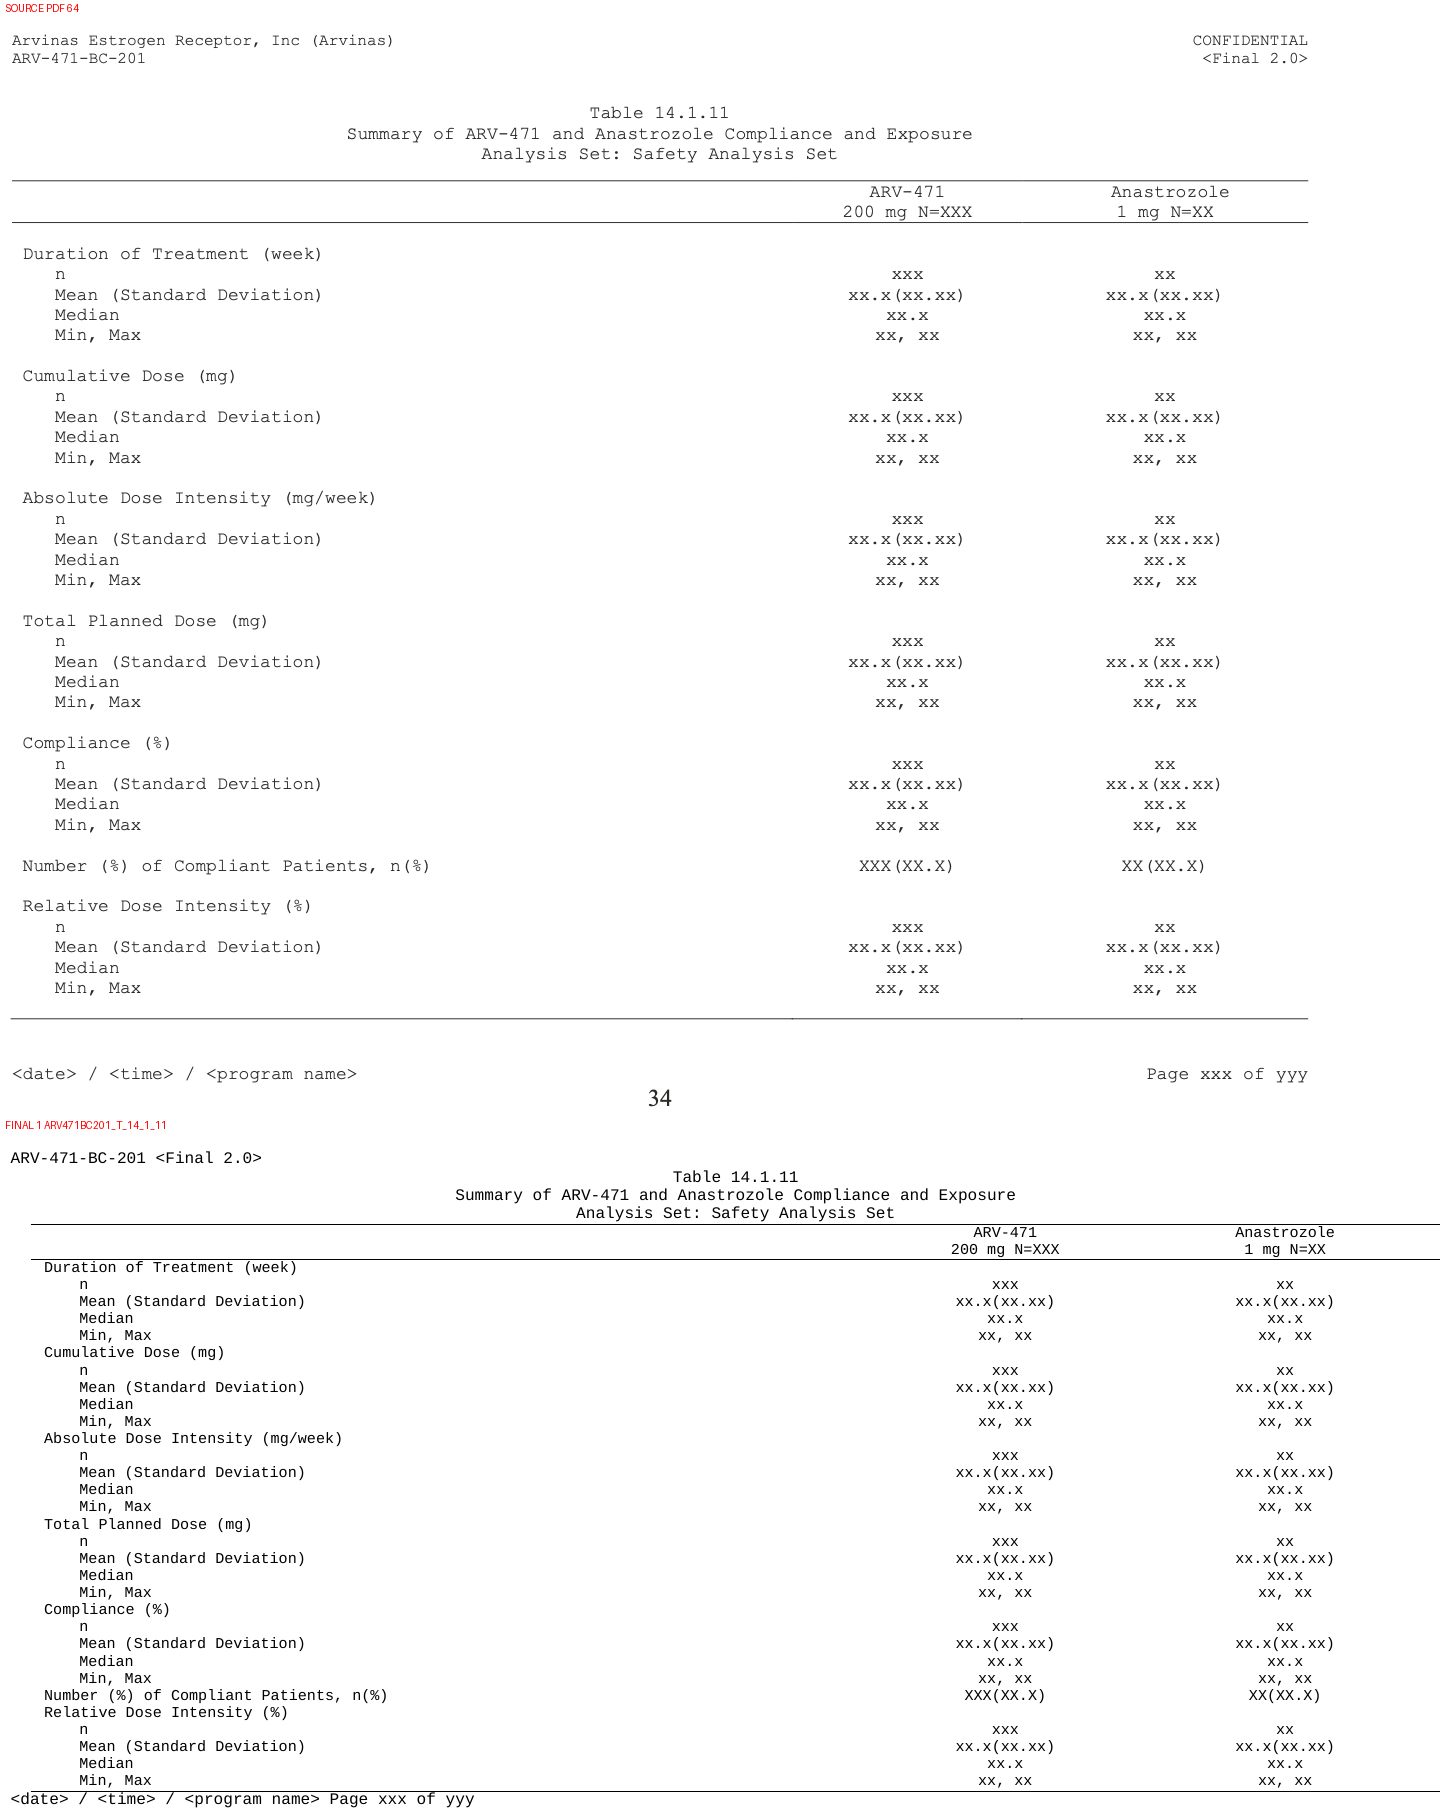 SOURCE PDF 64
Arvinas Estrogen Receptor, Inc (Arvinas) CONFIDENTIAL
ARV-471-BC-201 <Final 2.0>
Table 14.1.11
Summary of ARV-471 and Anastrozole Compliance and Exposure
Analysis Set: Safety Analysis Set
ARV-471 Anastrozole
200 mg N=XXX 1 mg N=XX
Duration of Treatment (week)
n xxx xx
Mean (Standard Deviation) xx.x(xx.xx) xx.x(xx.xx)
Median xx.x xx.x
Min, Max xx, xx xx, xx
Cumulative Dose (mg)
n xxx xx
Mean (Standard Deviation) xx.x(xx.xx) xx.x(xx.xx)
Median xx.x xx.x
Min, Max xx, xx xx, xx
Absolute Dose Intensity (mg/week)
n xxx xx
Mean (Standard Deviation) xx.x(xx.xx) xx.x(xx.xx)
Median xx.x xx.x
Min, Max xx, xx xx, xx
Total Planned Dose (mg)
n xxx xx
Mean (Standard Deviation) xx.x(xx.xx) xx.x(xx.xx)
Median xx.x xx.x
Min, Max xx, xx xx, xx
Compliance (%)
n xxx xx
Mean (Standard Deviation) xx.x(xx.xx) xx.x(xx.xx)
Median xx.x xx.x
Min, Max xx, xx xx, xx
Number (%) of Compliant Patients, n(%) XXX(XX.X) XX(XX.X)
Relative Dose Intensity (%)
n xxx xx
Mean (Standard Deviation) xx.x(xx.xx) xx.x(xx.xx)
Median xx.x xx.x
Min, Max xx, xx xx, xx
<date> / <time> / <program name> Page xxx of yyy
34
FINAL 1 ARV471BC201_T_14_1_11
ARV-471-BC-201 <Final 2.0>
Table 14.1.11
Summary of ARV-471 and Anastrozole Compliance and Exposure
Analysis Set: Safety Analysis Set
ARV-471 Anastrozole
200 mg N=XXX 1 mg N=XX
Duration of Treatment (week)
n xxx xx
Mean (Standard Deviation) xx.x(xx.xx) xx.x(xx.xx)
Median xx.x xx.x
Min, Max xx, xx xx, xx
Cumulative Dose (mg)
n xxx xx
Mean (Standard Deviation) xx.x(xx.xx) xx.x(xx.xx)
Median xx.x xx.x
Min, Max xx, xx xx, xx
Absolute Dose Intensity (mg/week)
n xxx xx
Mean (Standard Deviation) xx.x(xx.xx) xx.x(xx.xx)
Median xx.x xx.x
Min, Max xx, xx xx, xx
Total Planned Dose (mg)
n xxx xx
Mean (Standard Deviation) xx.x(xx.xx) xx.x(xx.xx)
Median xx.x xx.x
Min, Max xx, xx xx, xx
Compliance (%)
n xxx xx
Mean (Standard Deviation) xx.x(xx.xx) xx.x(xx.xx)
Median xx.x xx.x
Min, Max xx, xx xx, xx
Number (%) of Compliant Patients, n(%) XXX(XX.X) XX(XX.X)
Relative Dose Intensity (%)
n xxx xx
Mean (Standard Deviation) xx.x(xx.xx) xx.x(xx.xx)
Median xx.x xx.x
Min, Max xx, xx xx, xx
<date> / <time> / <program name> Page xxx of yyy